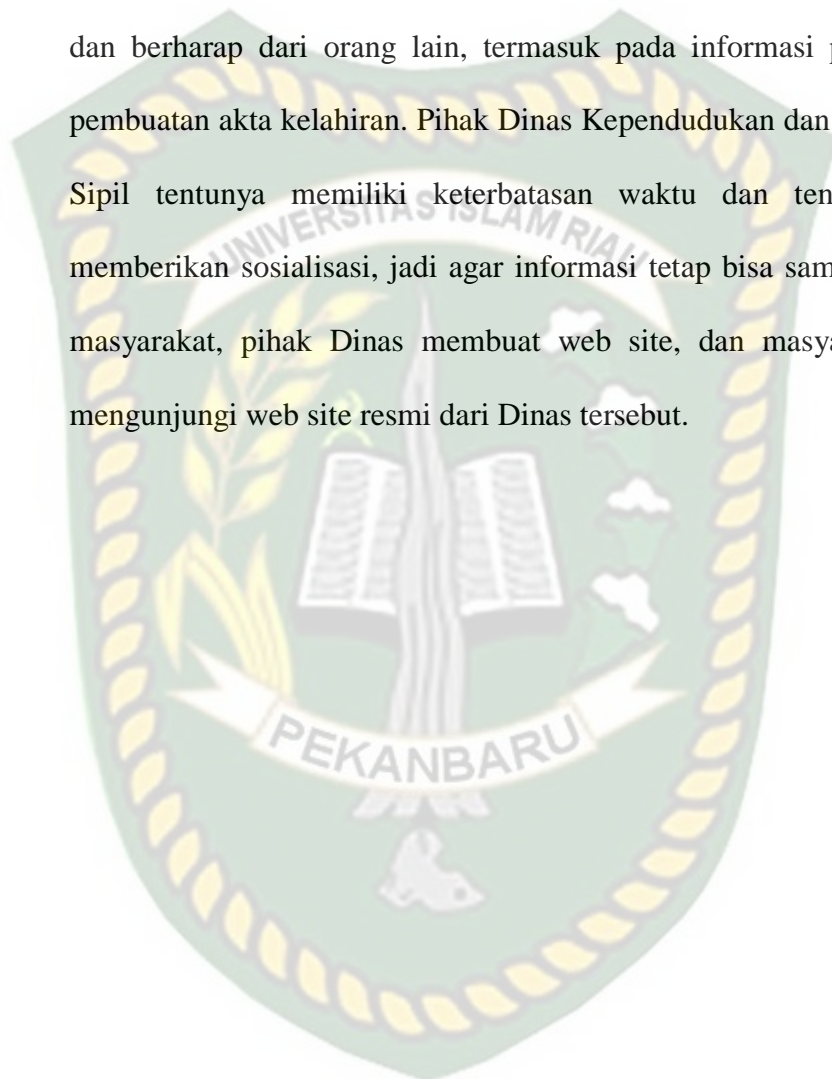 dan berharap dari orang lain, termasuk pada informasi
pembuatan akta kelahiran. Pihak Dinas Kependudukan dan
Sipil tentunya memiliki keterbatasan waktu dan
memberikan sosialisasi, jadi agar informasi tetap bisa
masyarakat, pihak Dinas membuat web site, dan
mengunjungi web site resmi dari Dinas tersebut.
UNIVERSITAS ISLAM RIAU
PEKANBARU